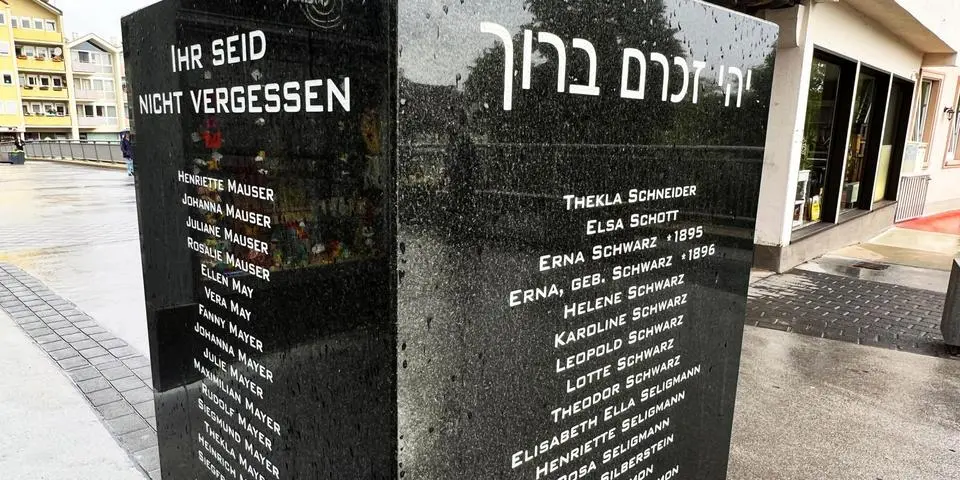 IHR SEID
NICHT VERGESSEN
HENRIETTE MAUSER
JOHANNA MAUSER
JULIANE MAUSER
ROSALIE MAUSER
ELLEN MAY
VERA MAY
FANNY MAYER
JOHANNA MAYER
JULIE MAYER
MAXIMILIAN MAYER
RUDOLF MAYER
SIEGMUND MAYER
THEKLA MAYER
HEINRICH
יהי זכרם ברוך
THEKLA SCHNEIDER
ELSA SCHOTT
ERNA SCHWARZ *1895
ERNA, GEB. SCHWARZ *1896
HELENE SCHWARZ
KAROLINE SCHWARZ
LEOPOLD SCHWARZ
LOTTE SCHWARZ
THEODOR SCHWARZ
ELISABETH ELLA SELIGMANN
HENRIETTE SELIGMANN
ROSA SELIGMANN
SILBERSTEIN